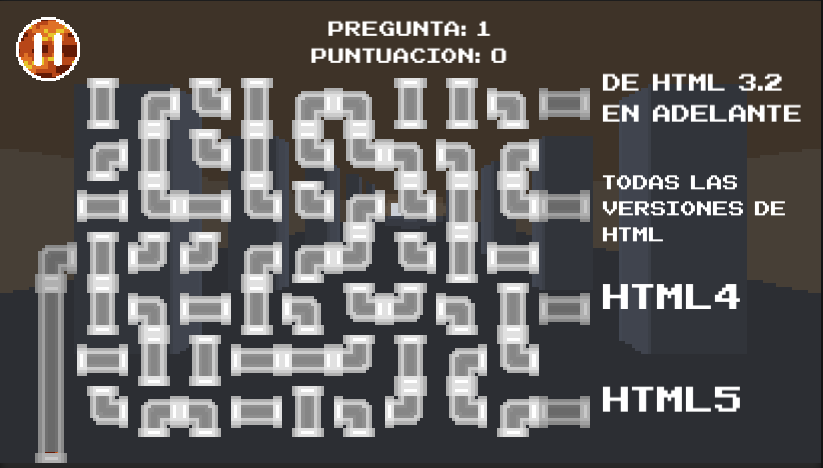 PREGUNTA: 1
PUNTUACION: 0
DE HTML 3.2
EN ADELANTE
TODAS LAS
VERSIONES DE
HTML
HTML4
HTML5